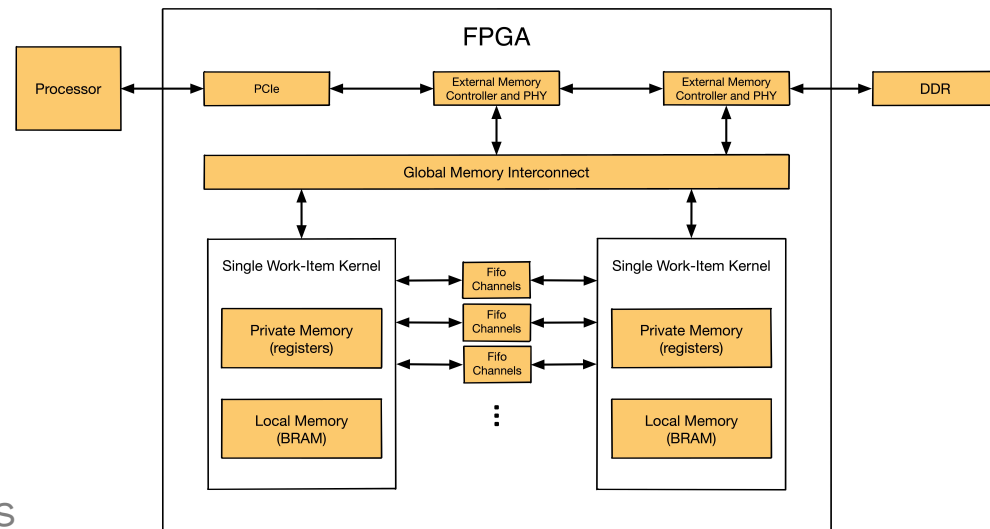 FPGA
Processor
PCIe
External Memory
Controller and PHY
External Memory
Controller and PHY
DDR
Global Memory Interconnect
Single Work-Item Kernel
Private Memory
(registers)
Local Memory
(BRAM)
Fifo
Channels
Fifo
Channels
Fifo
Channels
Single Work-Item Kernel
Private Memory
(registers)
Local Memory
(BRAM)
s